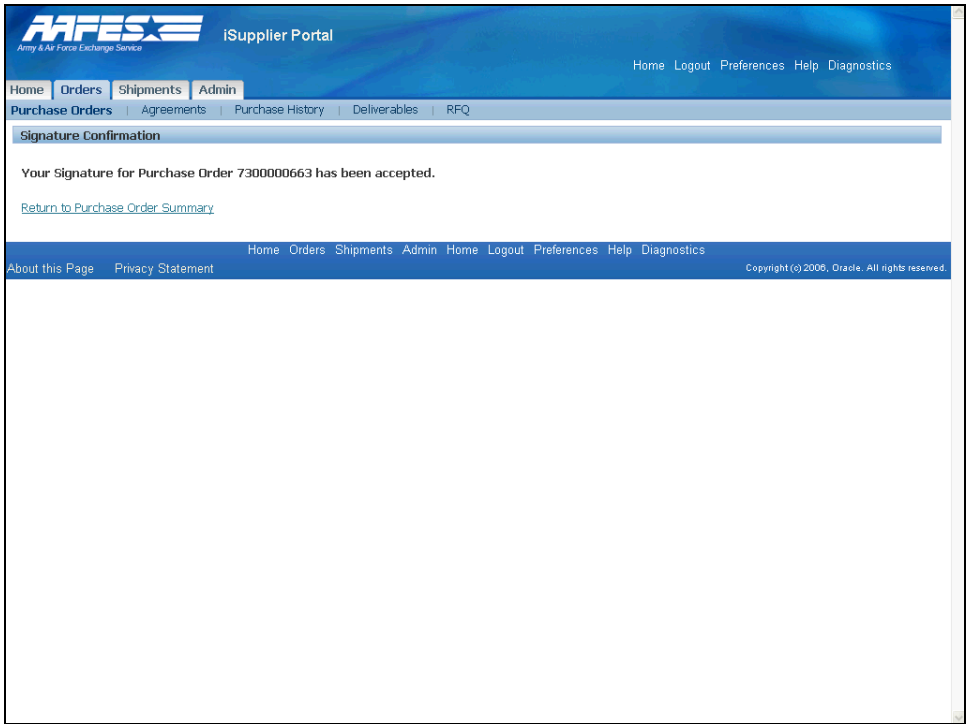 AAFES
iSupplier Portal
Army & Air Force Exchange Service
Home Logout Preferences Help Diagnostics
Home Orders Shipments Admin
Purchase Orders | Agreements | Purchase History | Deliverables | RFQ
Signature Confirmation
Your Signature for Purchase Order 7300000663 has been accepted.
Return to Purchase Order Summary
Home Orders Shipments Admin Home Logout Preferences Help Diagnostics
About this Page Privacy Statement Copyright (c) 2006, Oracle. All rights reserved.